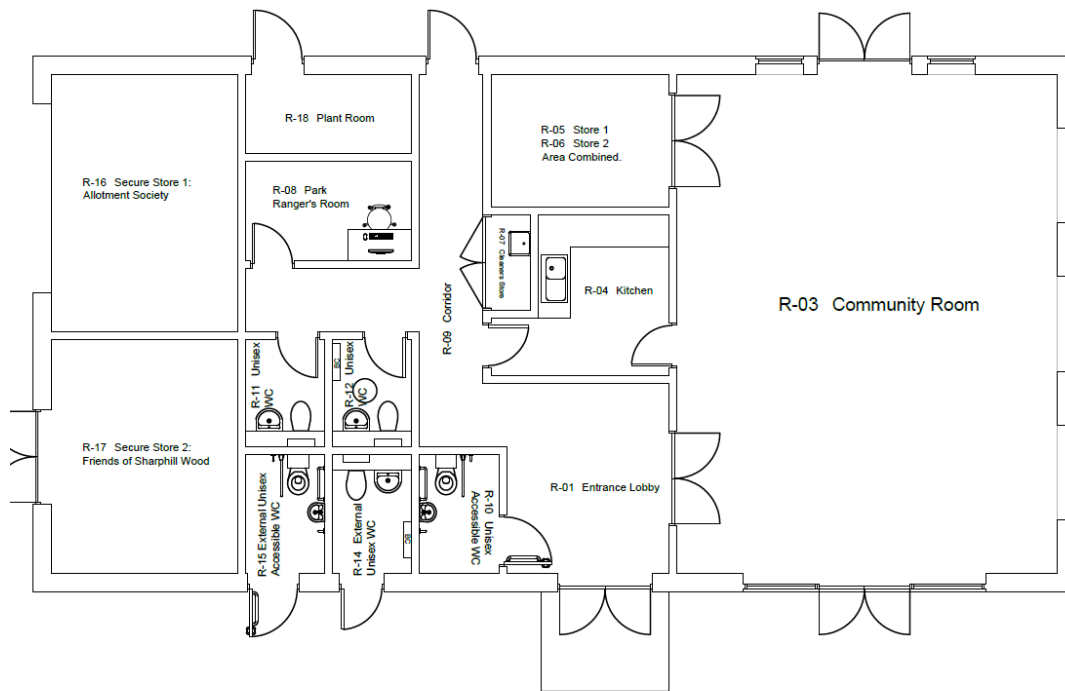 R-18 Plant Room
R-05 Store 1
R-06 Store 2
Area Combined.
R-16 Secure Store 1:
Allotment Society
R-08 Park
Ranger's Room
R-07 Cleaners Store
R-04 Kitchen
R-03 Community Room
R-09 Corridor
R-11 Unisex
WC
BC
R-12 Unisex
WC
R-17 Secure Store 2:
Friends of Sharphill Wood
R-01 Entrance Lobby
R-15 External Unisex
Accessible WC
R-14 External
Unisex WC
BC
R-10 Unisex
Accessible WC